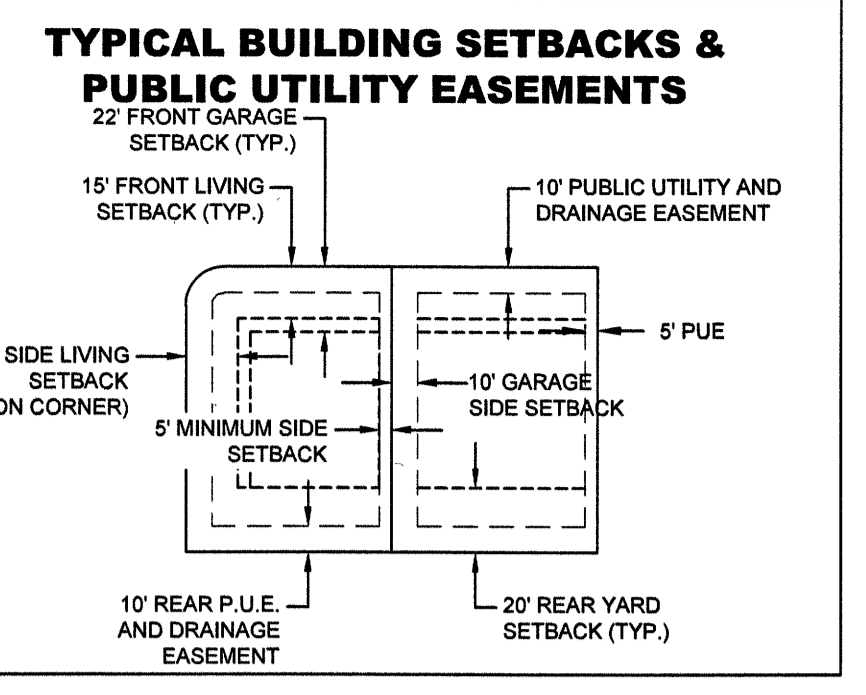 TYPICAL BUILDING SETBACKS &
PUBLIC UTILITY EASEMENTS
22' FRONT GARAGE
SETBACK (TYP.)
15' FRONT LIVING
SETBACK (TYP.)
10' PUBLIC UTILITY AND
DRAINAGE EASEMENT
SIDE LIVING
SETBACK
ON CORNER)
5' PUE
10' GARAGE
SIDE SETBACK
5' MINIMUM SIDE
SETBACK
10' REAR P.U.E.
AND DRAINAGE
EASEMENT
20' REAR YARD
SETBACK (TYP.)